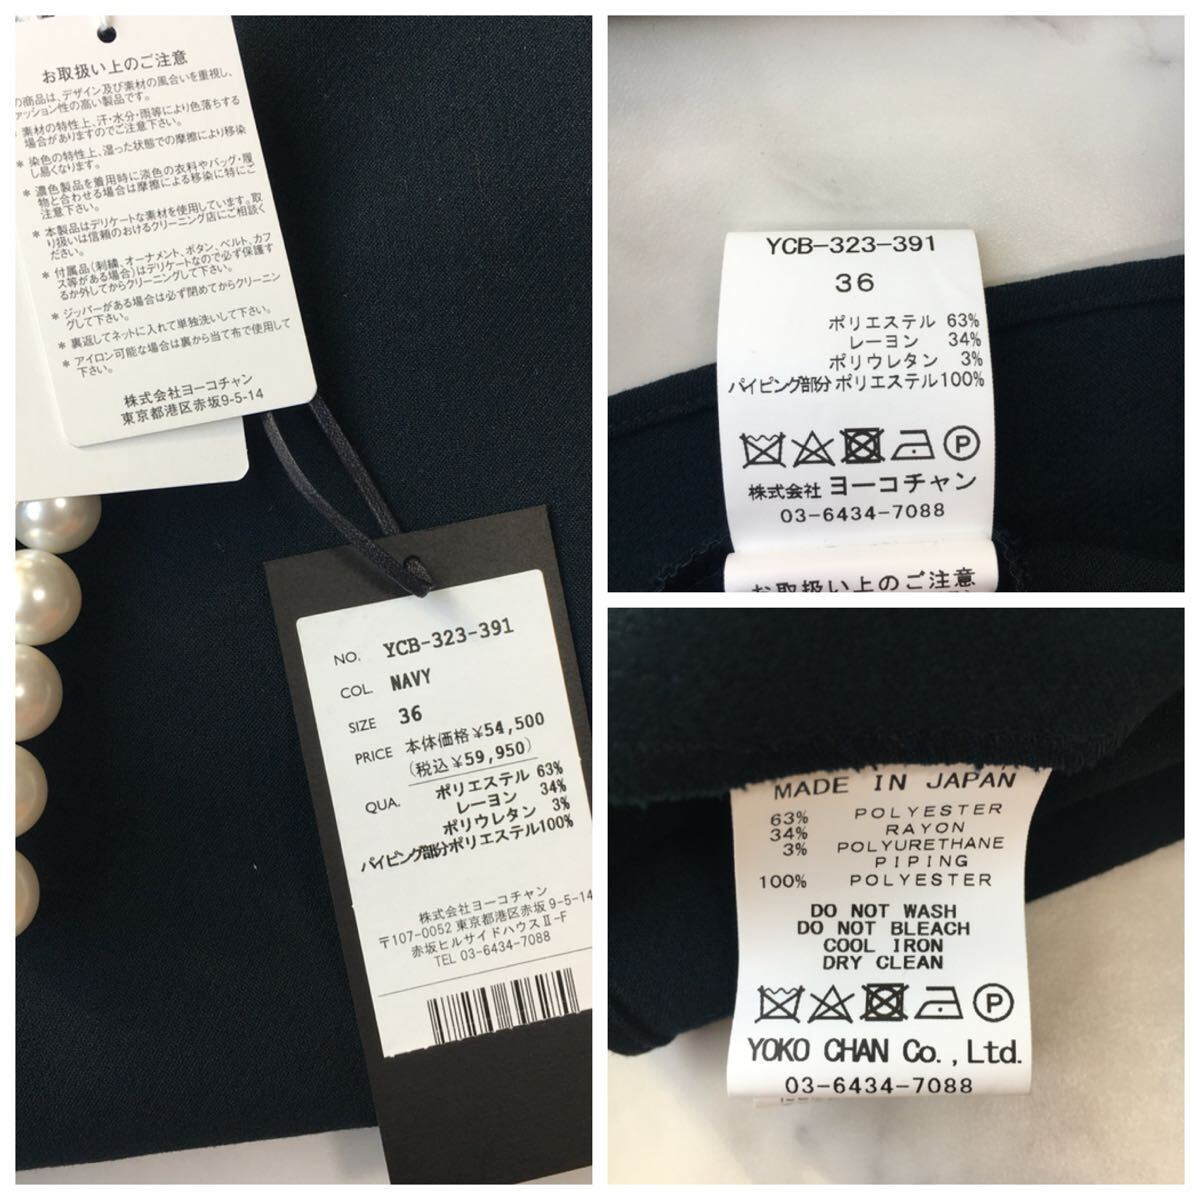 お取扱い上のご注意
の商品は、デザイン及び素材の風合いを重視し、
ァッション性の高い製品です。
素材の特性上、汗・水分・雨等により色落ちする
場合がありますのでご注意下さい。
* 染色の特性上、湿った状態での摩擦により移染
し易くなります。
* 濃色製品を着用時に淡色の衣料やバッグ・履
物と合わせる場合は摩擦による移染に特にご
注意下さい。
* 本製品はデリケートな素材を使用しています。取
り扱いは信頼のおけるクリーニング店にご相談く
ださい。
* 付属品(刺繍、オーナメント、ボタン、ベルト、カフ
ス等がある場合)はデリケートなので必ず保護す
るか外してからクリーニングして下さい。
* ジッパーがある場合は必ず閉めてからクリーニン
グして下さい。
* 裏返してネットに入れて単独洗いして下さい。
* アイロン可能な場合は裏から当て布で使用して
下さい。
株式会社ヨーコチャン
東京都港区赤坂9-5-14
NO. YCB-323-391
COL. NAVY
SIZE 36
PRICE 本体価格¥54,500
(税込¥59,950)
QUA. ポリエステル 63%
レーヨン 34%
ポリウレタン 3%
パイピング部分ポリエステル100%
株式会社ヨーコチャン
〒107-0052 東京都港区赤坂9-5-14
赤坂ヒルサイドハウスⅡ-F
TEL 03-6434-7088
YCB-323-391
36
ポリエステル 63%
レーヨン 34%
ポリウレタン 3%
パイピング部分 ポリエステル100%
P
株式会社 ヨーコチャン
03-6434-7088
お取扱い上のご注意
MADE IN JAPAN
63% POLYESTER
34% RAYON
3% POLYURETHANE
PIPING
100% POLYESTER
DO NOT WASH
DO NOT BLEACH
COOL IRON
DRY CLEAN
P
YOKO CHAN Co.,Ltd.
03-6434-7088